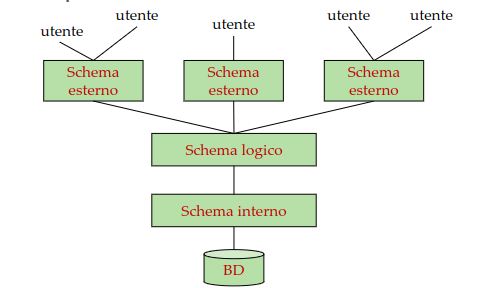 utente
utente
utente
utente
utente
Schema
esterno
Schema
esterno
Schema
esterno
Schema logico
Schema interno
BD